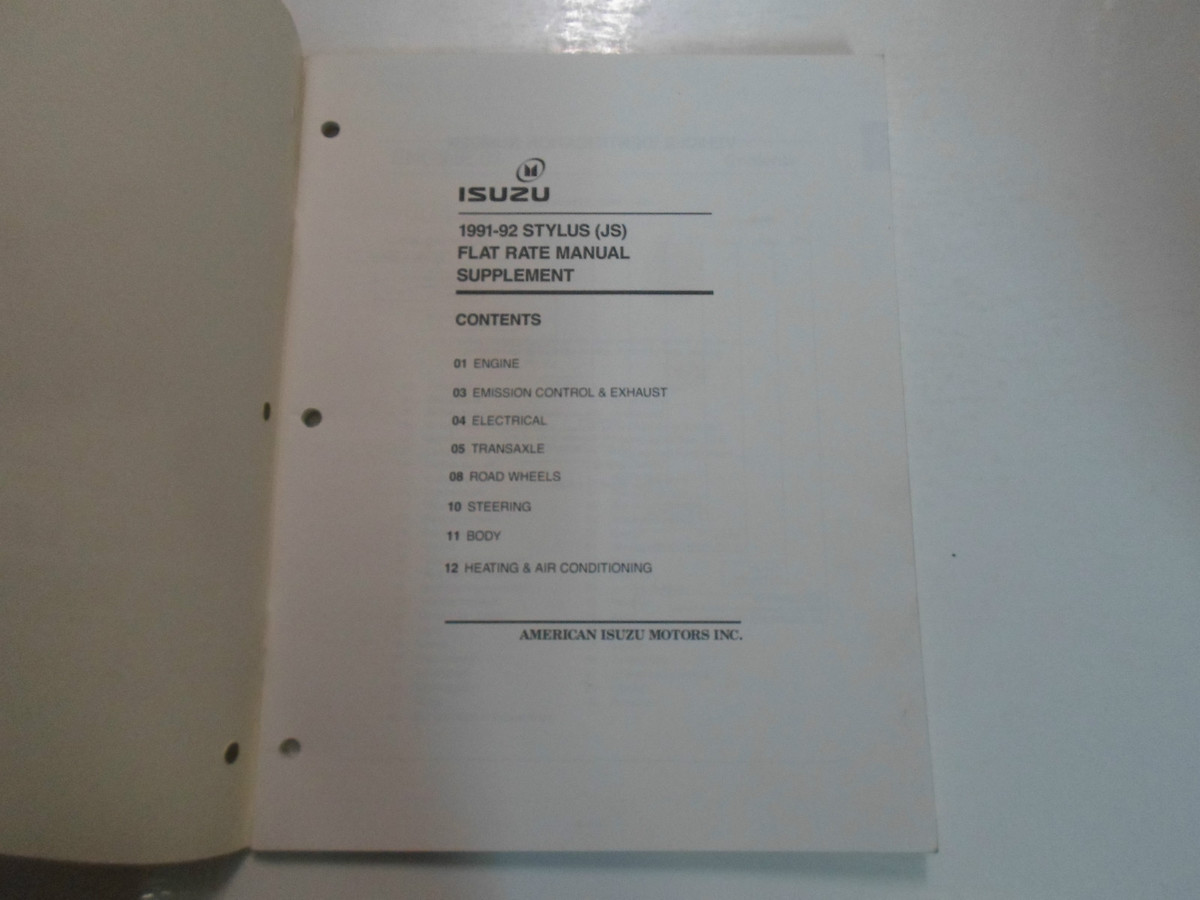 ISUZU
1991-92 STYLUS (JS)
FLAT RATE MANUAL
SUPPLEMENT
CONTENTS
01 ENGINE
03 EMISSION CONTROL & EXHAUST
04 ELECTRICAL
05 TRANSAXLE
08 ROAD WHEELS
10 STEERING
11 BODY
12 HEATING & AIR CONDITIONING
AMERICAN ISUZU MOTORS INC.